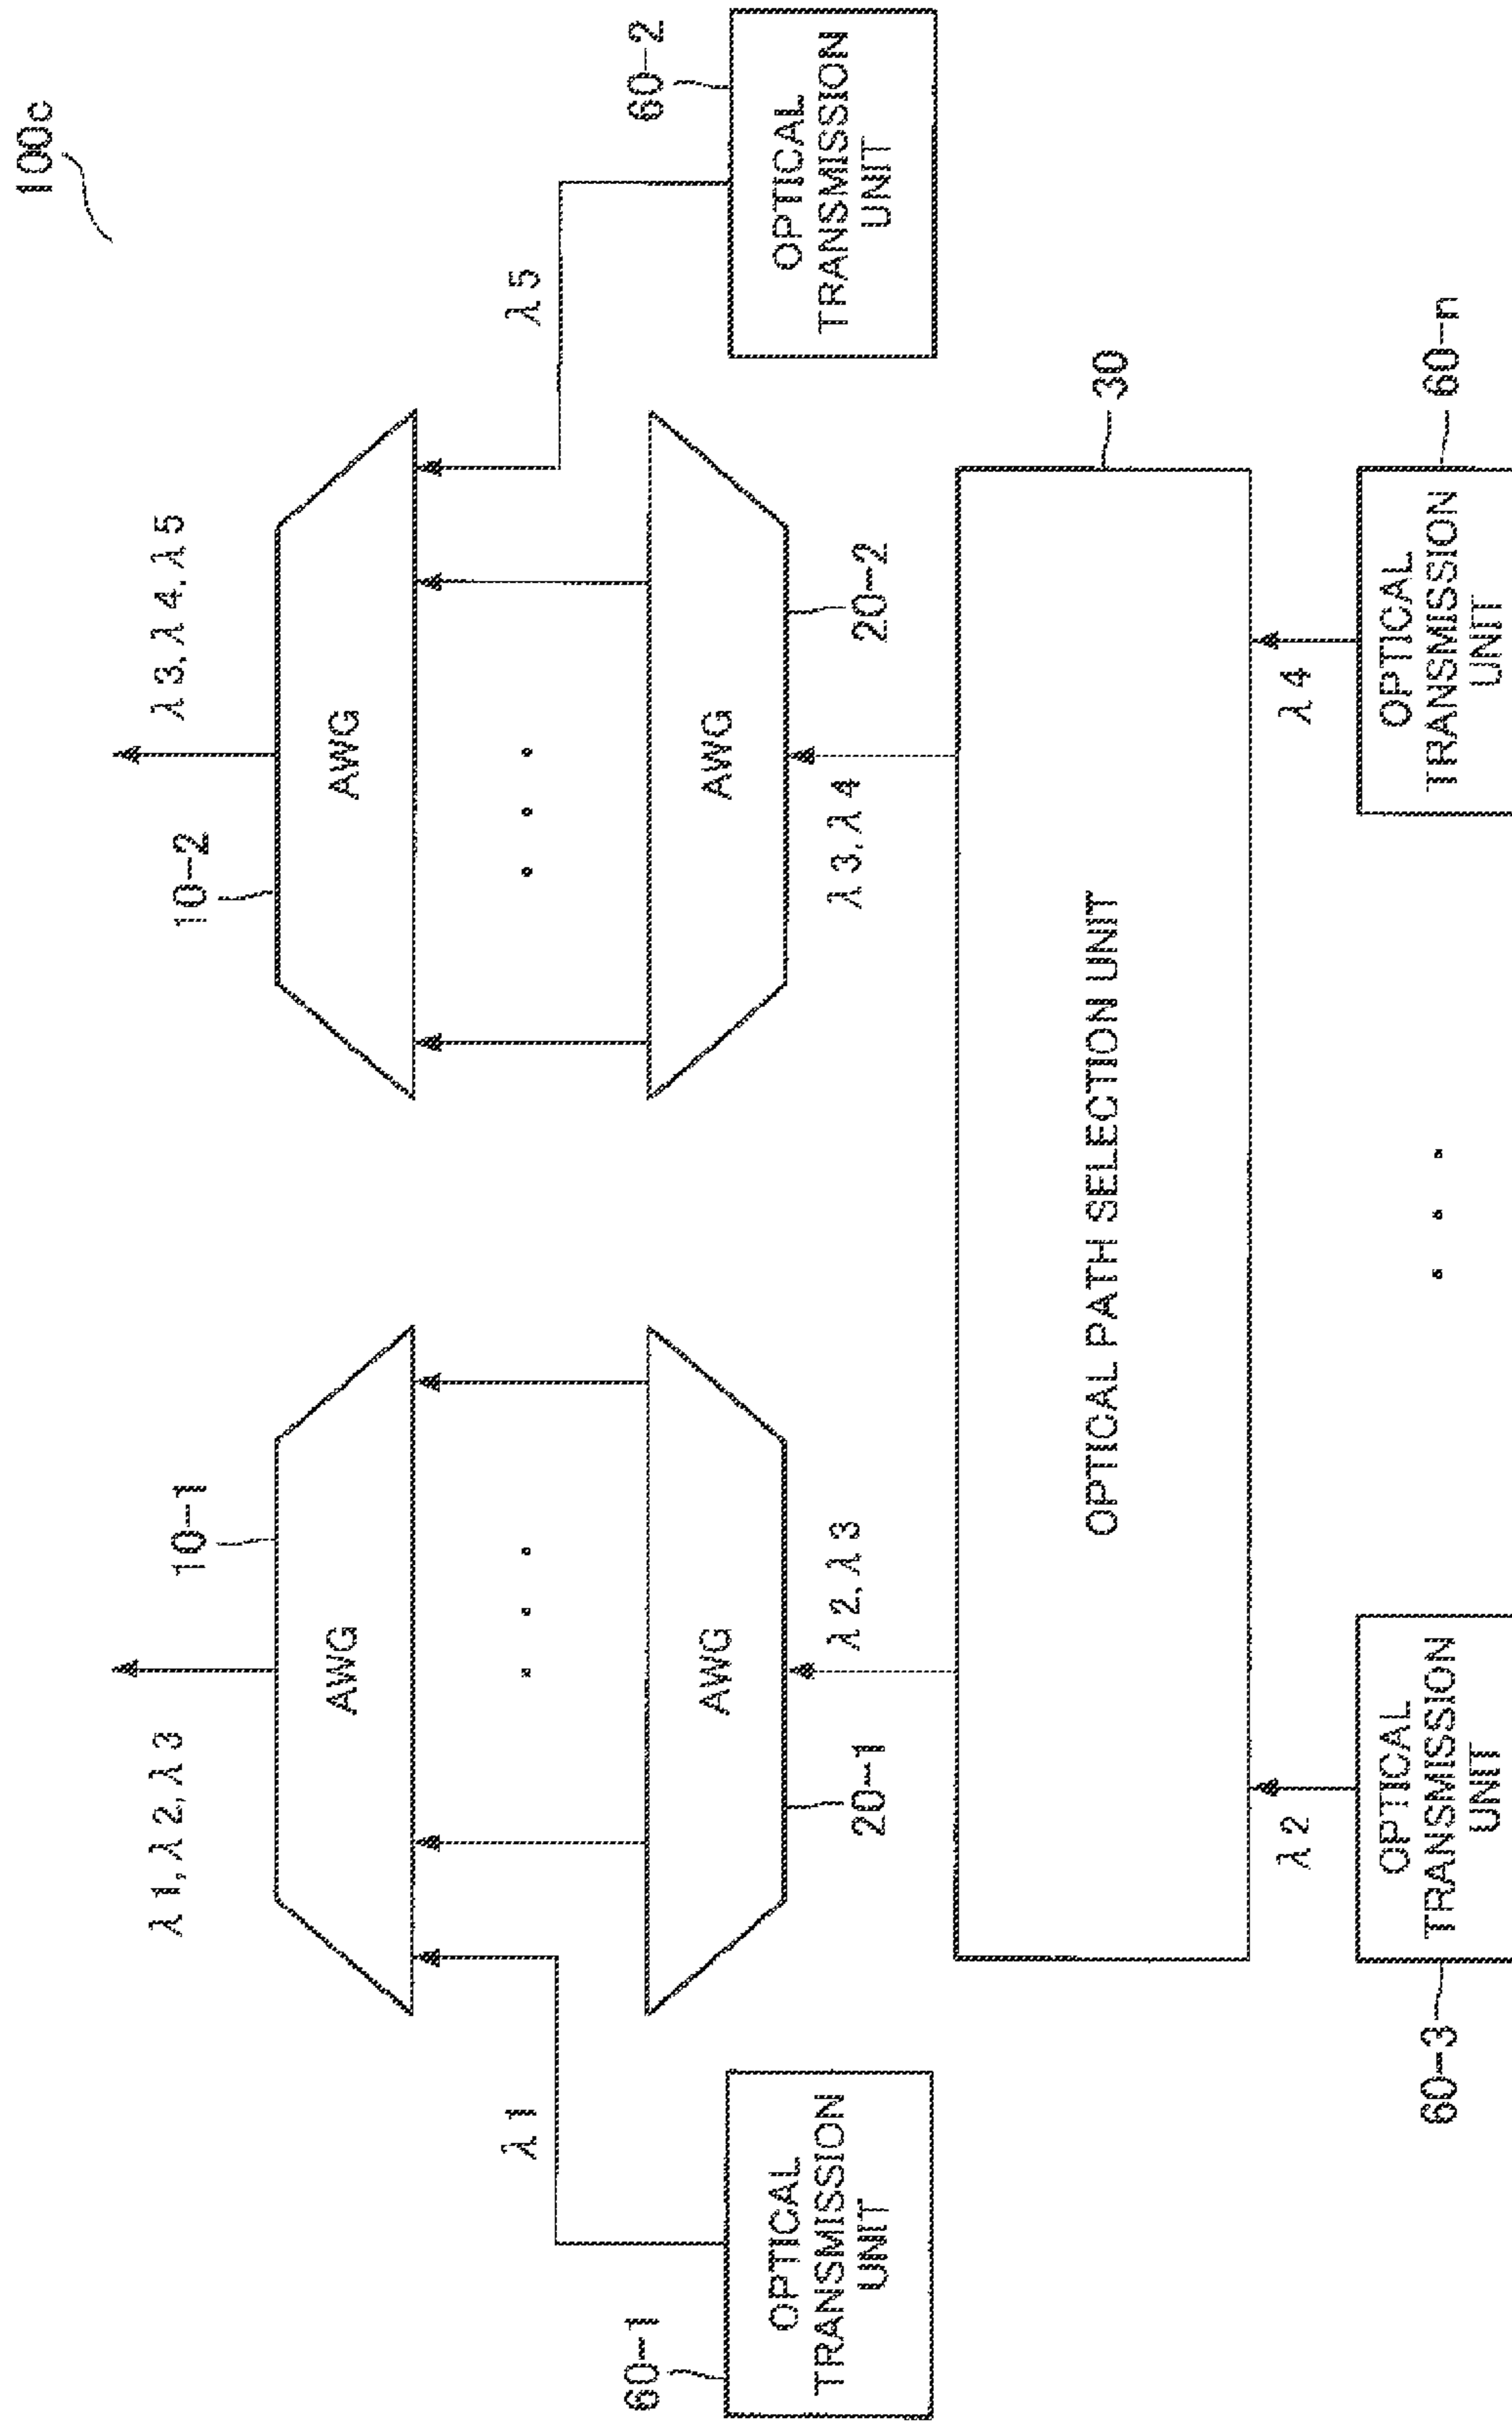 100c
λ1, λ2, λ3
λ3, λ4, λ5
10-1
10-2
AWG
AWG
λ1
λ5
60-1
OPTICAL
TRANSMISSION
UNIT
AWG
AWG
60-2
OPTICAL
TRANSMISSION
UNIT
20-1
λ2, λ3
λ3, λ4
20-2
OPTICAL PATH SELECTION UNIT
30
λ2
λ4
60-3
OPTICAL
TRANSMISSION
UNIT
OPTICAL
TRANSMISSION
UNIT
60-n